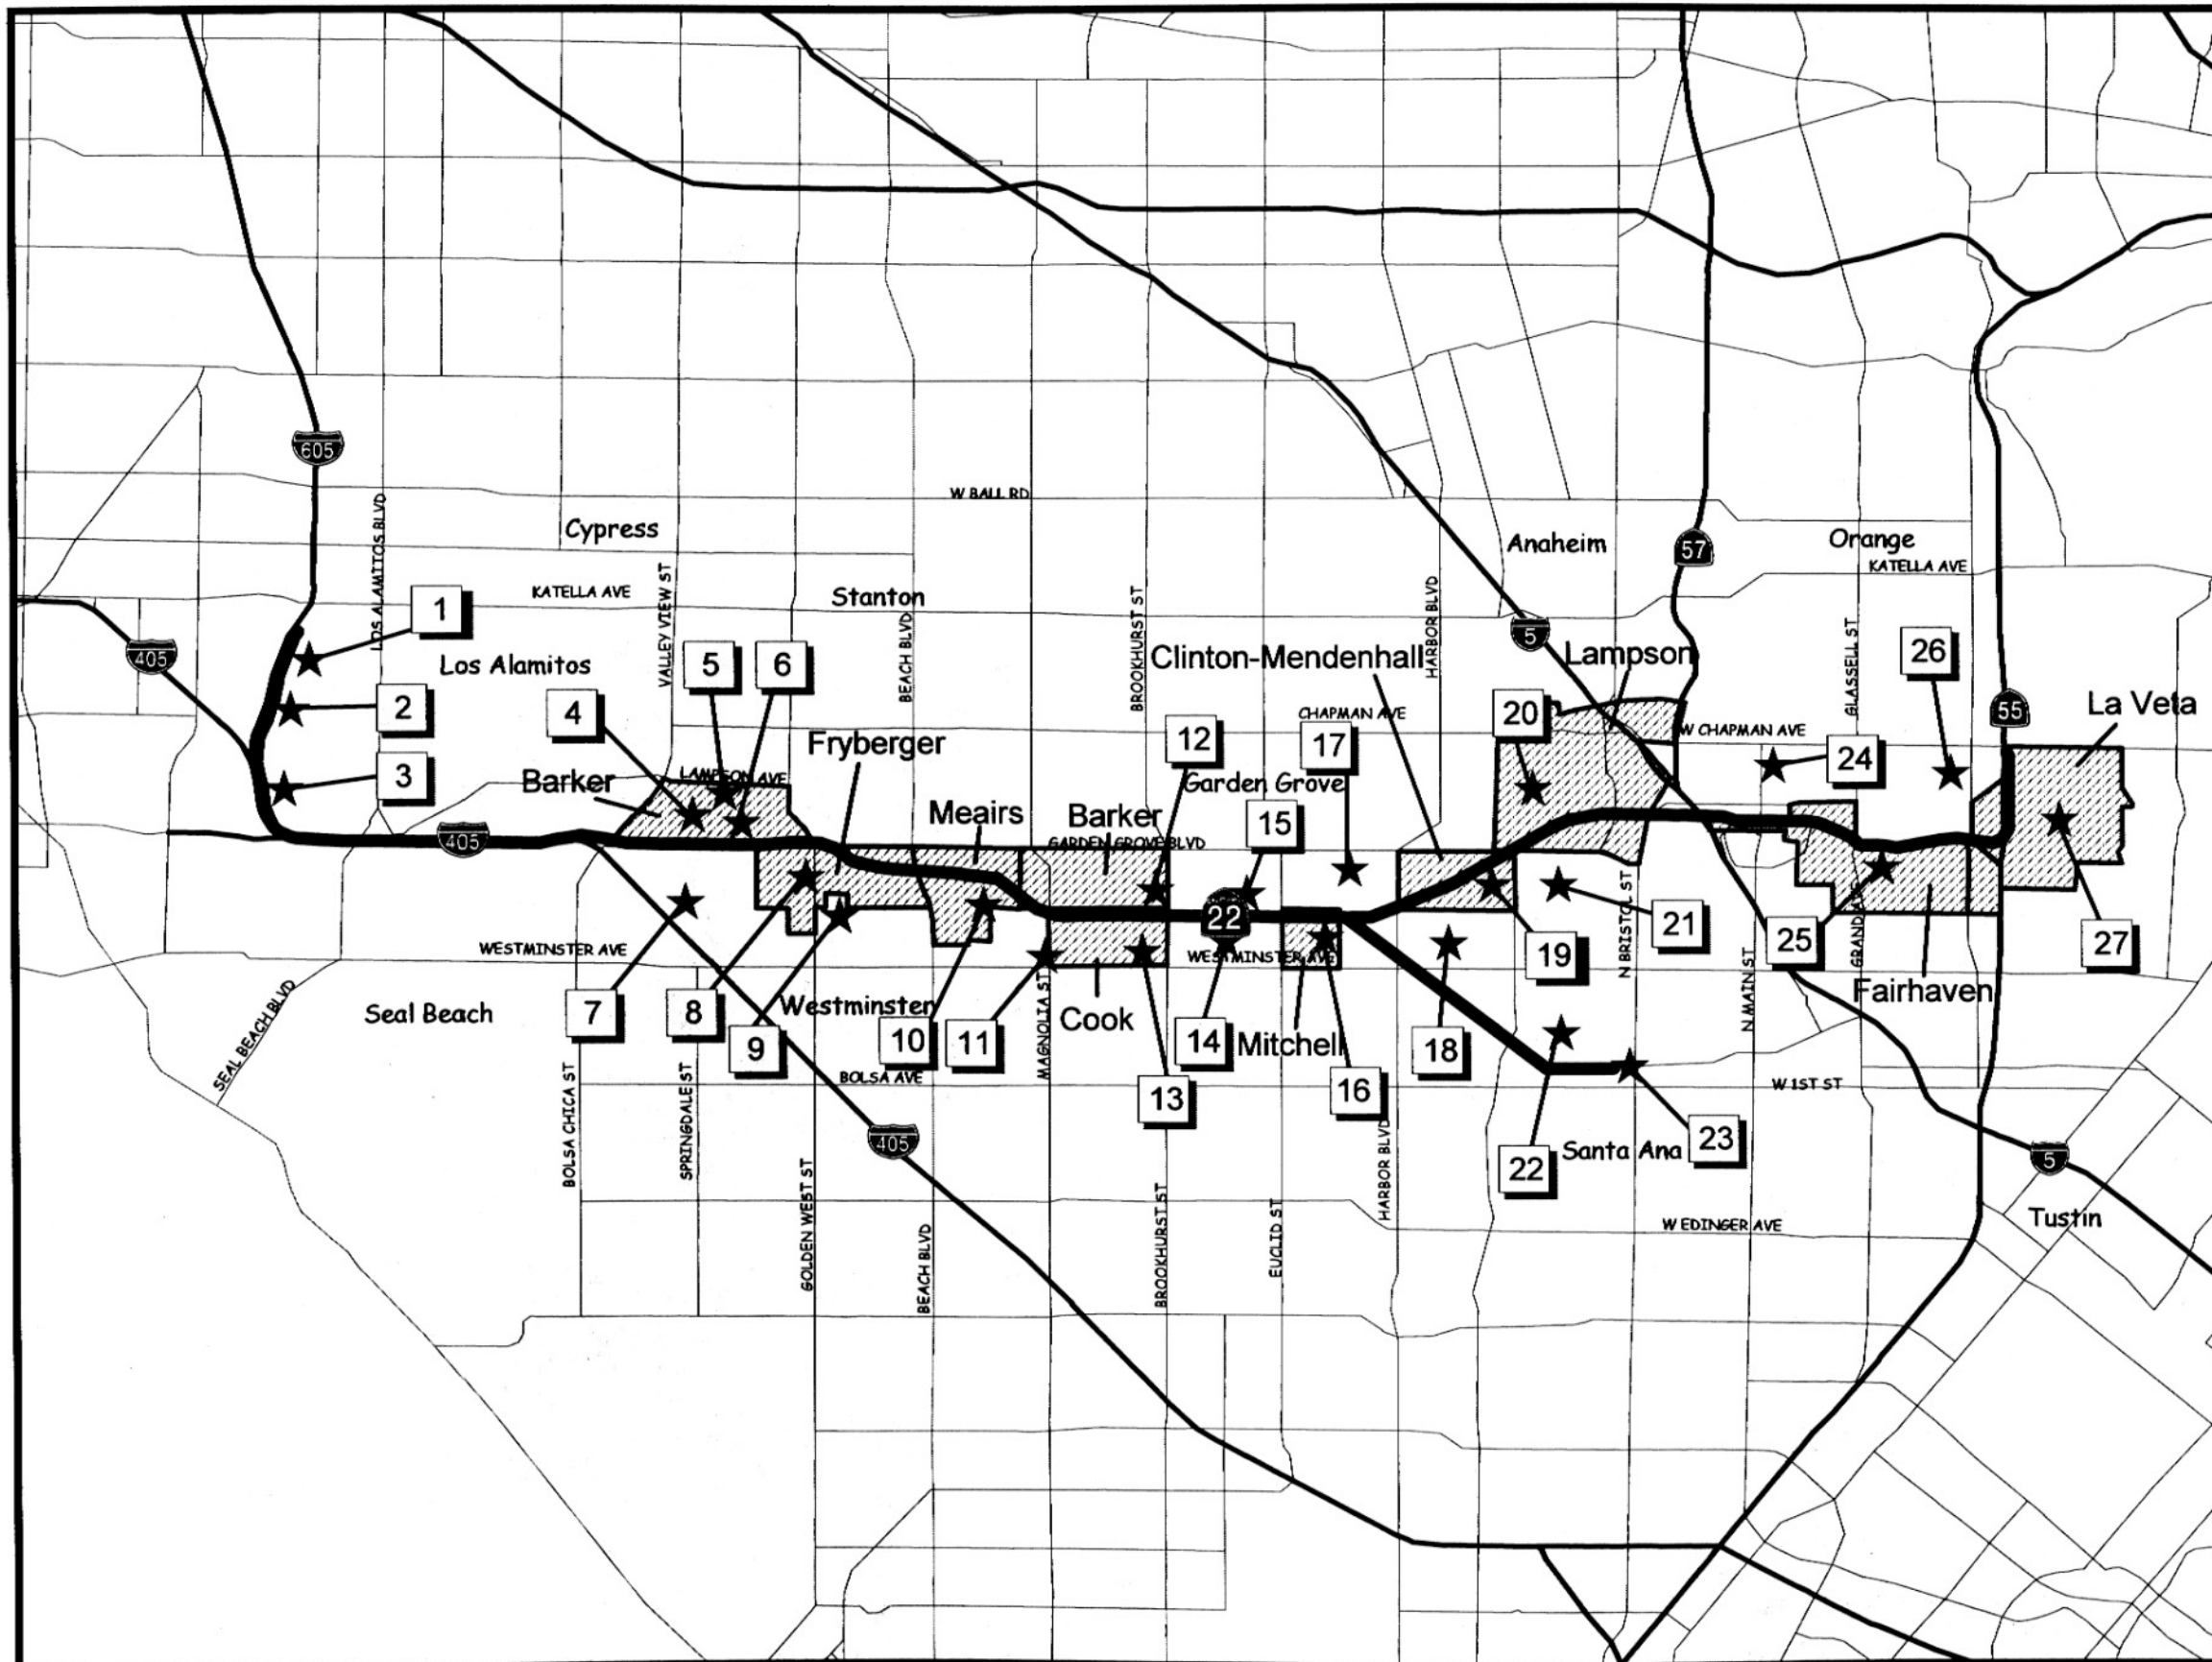 605
W BALL RD
LOS ALAMITOS BLVD
Cypress
Anaheim
57
Orange
KATELLA AVE
KATELLA AVE
VALLEY VIEW ST
Stanton
BEACH BLVD
BROOKHURST ST
HARBOR BLVD
5
GLASSELL ST
1
405
Los Alamitos
5
6
Clinton-Mendenhall
Lampson
26
2
4
20
55
La Veta
CHAPMAN AVE
W CHAPMAN AVE
Fryberger
12
17
24
3
Barker
LAMPSON AVE
Garden Grove
Meairs
Barker
15
405
GARDEN GROVE BLVD
22
21
N BRISTOL ST
GRAND AVE
WESTMINSTER AVE
WESTMINSTER AVE
19
25
27
SEAL BEACH BLVD
Seal Beach
7
8
Westminster
9
10
11
MAGNOLIA ST
Cook
14
Mitchell
18
N MAIN ST
Fairhaven
BOLSA AVE
13
16
W 1ST ST
BOLSA CHICA ST
SPRINGDALE ST
405
HARBOR BLVD
22
Santa Ana
23
5
GOLDEN WEST ST
BEACH BLVD
BROOKHURST ST
EUCLID ST
W EDINGER AVE
Tustin